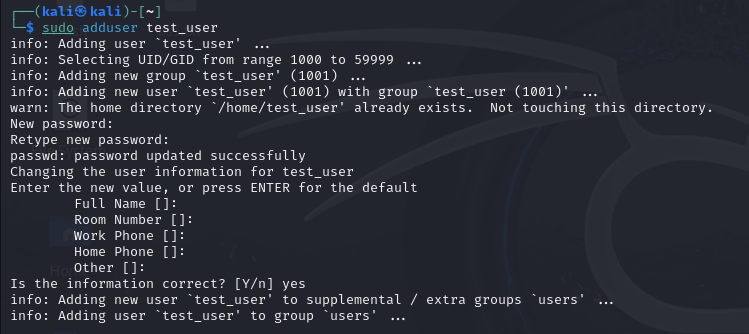 ┌──(kali㉿kali)-[~]
└─$ sudo adduser test_user
info: Adding user `test_user' ...
info: Selecting UID/GID from range 1000 to 59999 ...
info: Adding new group `test_user' (1001) ...
info: Adding new user `test_user' (1001) with group `test_user (1001)' ...
warn: The home directory `/home/test_user' already exists.  Not touching this directory.
New password:
Retype new password:
passwd: password updated successfully
Changing the user information for test_user
Enter the new value, or press ENTER for the default
        Full Name []:
        Room Number []:
        Work Phone []:
        Home Phone []:
        Other []:
Is the information correct? [Y/n] yes
info: Adding new user `test_user' to supplemental / extra groups `users' ...
info: Adding user `test_user' to group `users' ...